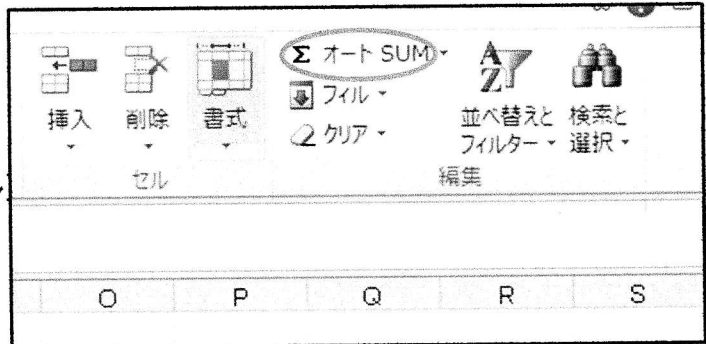 Σ オート SUM
フィル
クリア
挿入 削除 書式
並べ替えと
フィルター
検索と
選択
セル 編集
O P Q R S